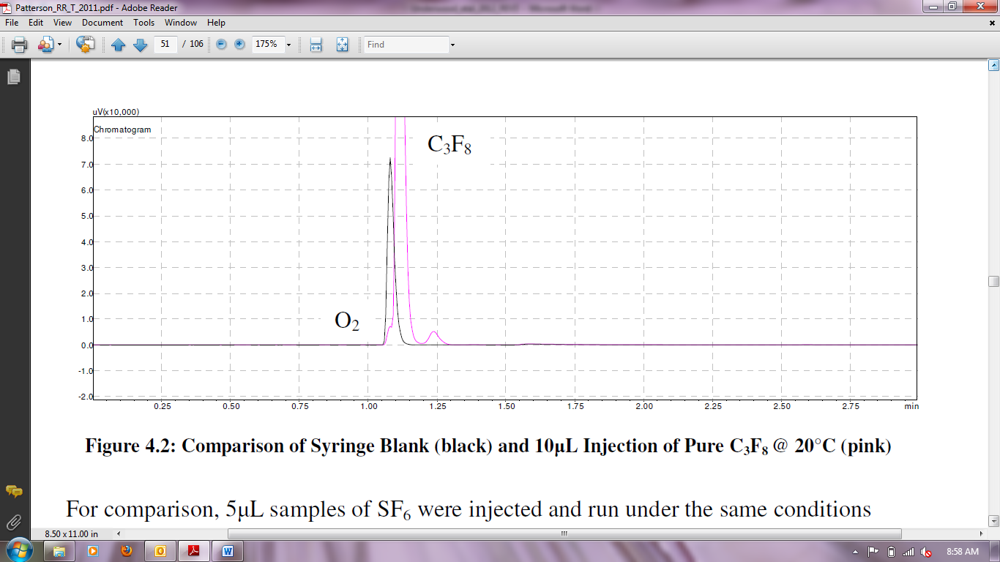 Patterson_RR_T_2011.pdf - Adobe Reader
File Edit View Document Tools Window Help
51 / 106 175% Find
uV(x10,000)
Chromatogram
8.0
7.0
6.0
5.0
4.0
3.0
2.0
1.0
0.0
-1.0
-2.0
C₃F₈
O₂
0.25 0.50 0.75 1.00 1.25 1.50 1.75 2.00 2.25 2.50 2.75 min
Figure 4.2: Comparison of Syringe Blank (black) and 10μL Injection of Pure C₃F₈ @ 20°C (pink)
For comparison, 5μL samples of SF₆ were injected and run under the same conditions
8.50 x 11.00 in
8:58 AM